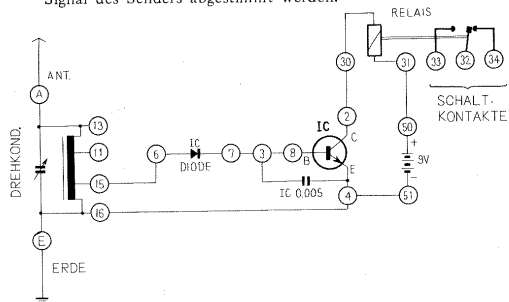 Signal des Senders abgestimmt werden.
RELAIS
30
31
33
32
34
ANT.
A
SCHALT-
KONTAKTE
13
11
15
16
DREHKOND.
6
IC
DIODE
7
3
8
B
IC
2
C
E
IC 0,005
4
50
+
9V
-
51
E
ERDE